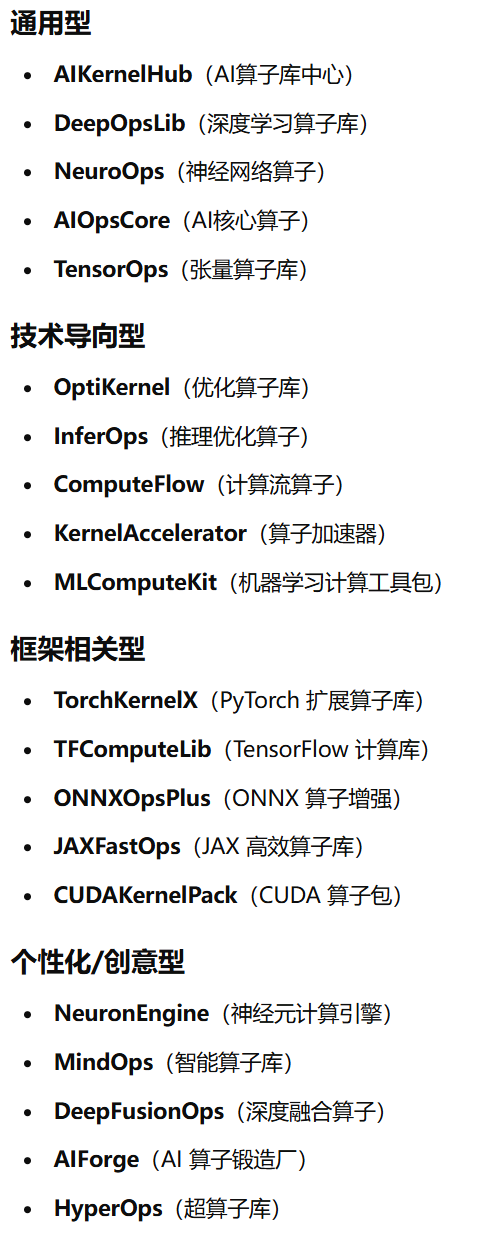 通用型
• AIKernelHub（AI算子库中心）
• DeepOpsLib（深度学习算子库）
• NeuroOps（神经网络算子）
• AIOpsCore（AI核心算子）
• TensorOps（张量算子库）
技术导向型
• OptiKernel（优化算子库）
• InferOps（推理优化算子）
• ComputeFlow（计算流算子）
• KernelAccelerator（算子加速器）
• MLComputeKit（机器学习计算工具包）
框架相关型
• TorchKernelX（PyTorch 扩展算子库）
• TFComputeLib（TensorFlow 计算库）
• ONNXOpsPlus（ONNX 算子增强）
• JAXFastOps（JAX 高效算子库）
• CUDAKernelPack（CUDA 算子包）
个性化/创意型
• NeuronEngine（神经元计算引擎）
• MindOps（智能算子库）
• DeepFusionOps（深度融合算子）
• AIForge（AI 算子锻造厂）
• HyperOps（超算子库）